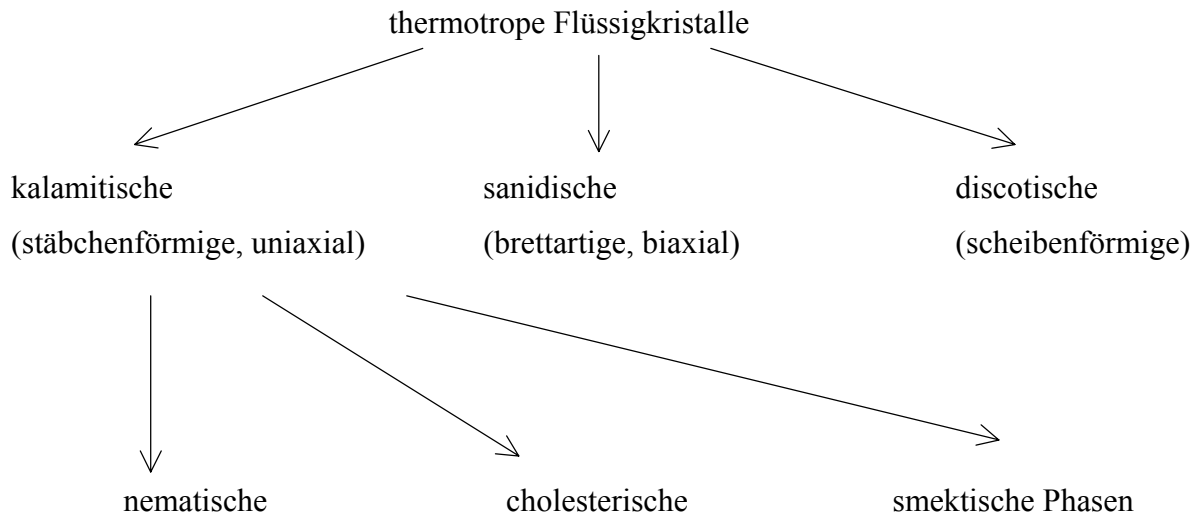 thermotrope Flüssigkristalle
kalamitische sanidische discotische
(stäbchenförmige, uniaxial) (brettartige, biaxial) (scheibenförmige)
nematische cholesterische smektische Phasen